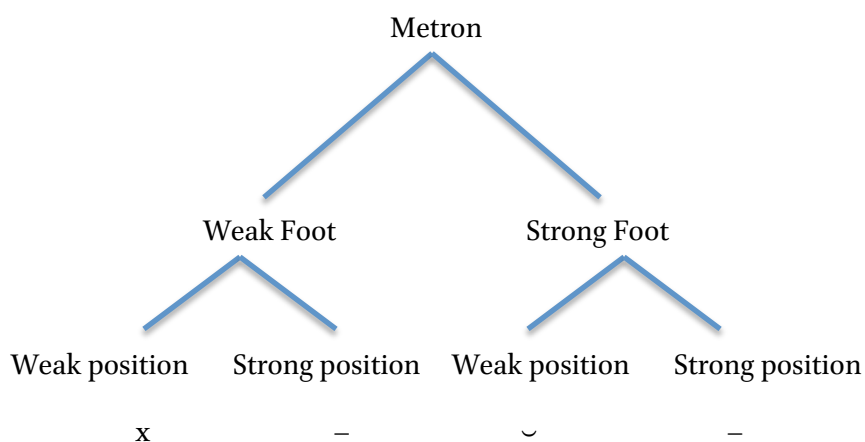 Metron
Weak Foot Strong Foot
Weak position Strong position Weak position Strong position
x – ⏑ –